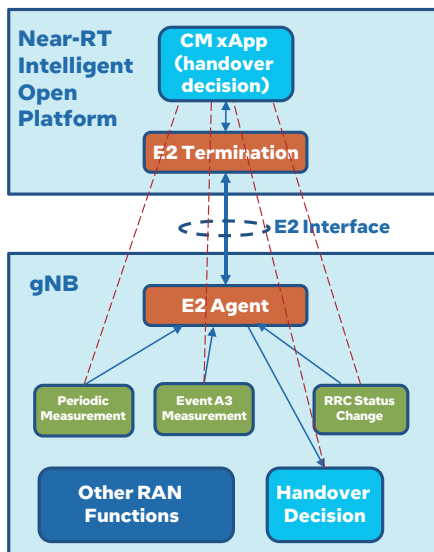 Near-RT
Intelligent
Open
Platform
CM xApp
(handover
decision)
E2 Termination
E2 Interface
gNB
E2 Agent
Periodic
Measurement
Event A3
Measurement
RRC Status
Change
Other RAN
Functions
Handover
Decision